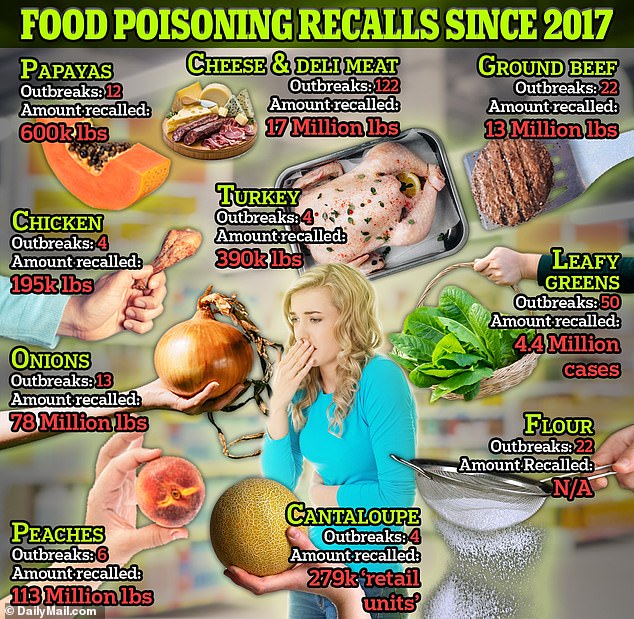 FOOD POISONING RECALLS SINCE 2017
PAPAYAS
Outbreaks: 12
Amount recalled:
600k lbs
CHEESE & DELI MEAT
Outbreaks: 122
Amount recalled:
17 Million lbs
GROUND BEEF
Outbreaks: 22
Amount recalled:
13 Million lbs
TURKEY
Outbreaks: 4
Amount recalled:
390k lbs
CHICKEN
Outbreaks: 4
Amount recalled:
195k lbs
LEAFY
GREENS
Outbreaks: 50
Amount recalled:
4.4 Million
cases
ONIONS
Outbreaks: 13
Amount recalled:
78 Million lbs
FLOUR
Outbreaks: 22
Amount Recalled:
N/A
PEACHES
Outbreaks: 6
Amount recalled:
113 Million lbs
CANTALOUPE
Outbreaks: 4
Amount recalled:
279k ‘retail
units’
© DailyMail.com